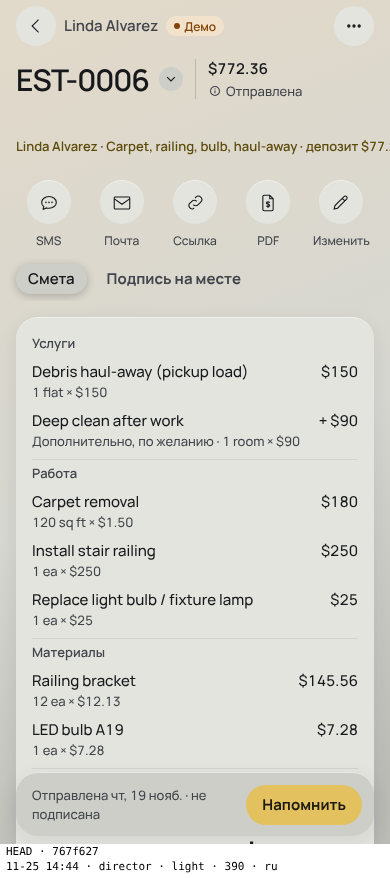 Linda Alvarez Демо
EST-0006 $772.36
Отправлена
Linda Alvarez · Carpet, railing, bulb, haul-away · депозит $77.
SMS Почта Ссылка PDF Изменить
Смета Подпись на месте
Услуги
Debris haul-away (pickup load) $150
1 flat × $150
Deep clean after work + $90
Дополнительно, по желанию · 1 room × $90
Работа
Carpet removal $180
120 sq ft × $1.50
Install stair railing $250
1 ea × $250
Replace light bulb / fixture lamp $25
1 ea × $25
Материалы
Railing bracket $145.56
12 ea × $12.13
LED bulb A19 $7.28
1 ea × $7.28
Отправлена чт, 19 нояб. · не
подписана
Напомнить
HEAD · 767f627
11-25 14:44 · director · light · 390 · ru